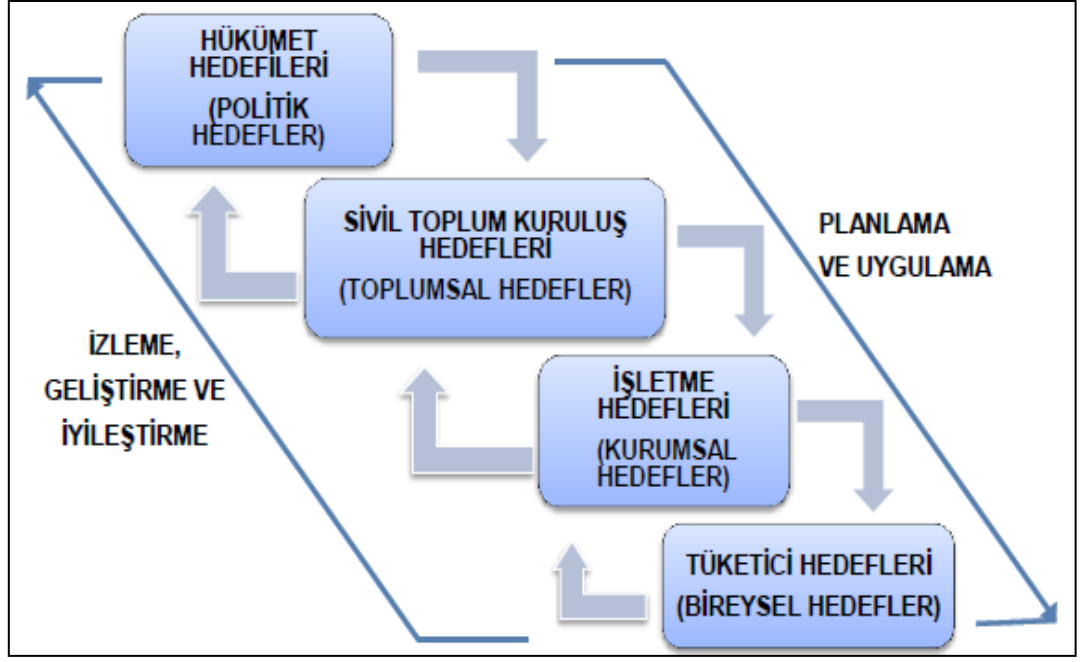 HÜKÜMET
HEDEFİLERİ
(POLİTİK
HEDEFLER)
SİVİL TOPLUM KURULUŞ
HEDEFLERİ
(TOPLUMSAL HEDEFLER)
PLANLAMA
VE UYGULAMA
İZLEME,
GELİŞTİRME VE
İYİLEŞTİRME
İŞLETME
HEDEFLERİ
(KURUMSAL
HEDEFLER)
TÜKETİCİ HEDEFLERİ
(BİREYSEL HEDEFLER)